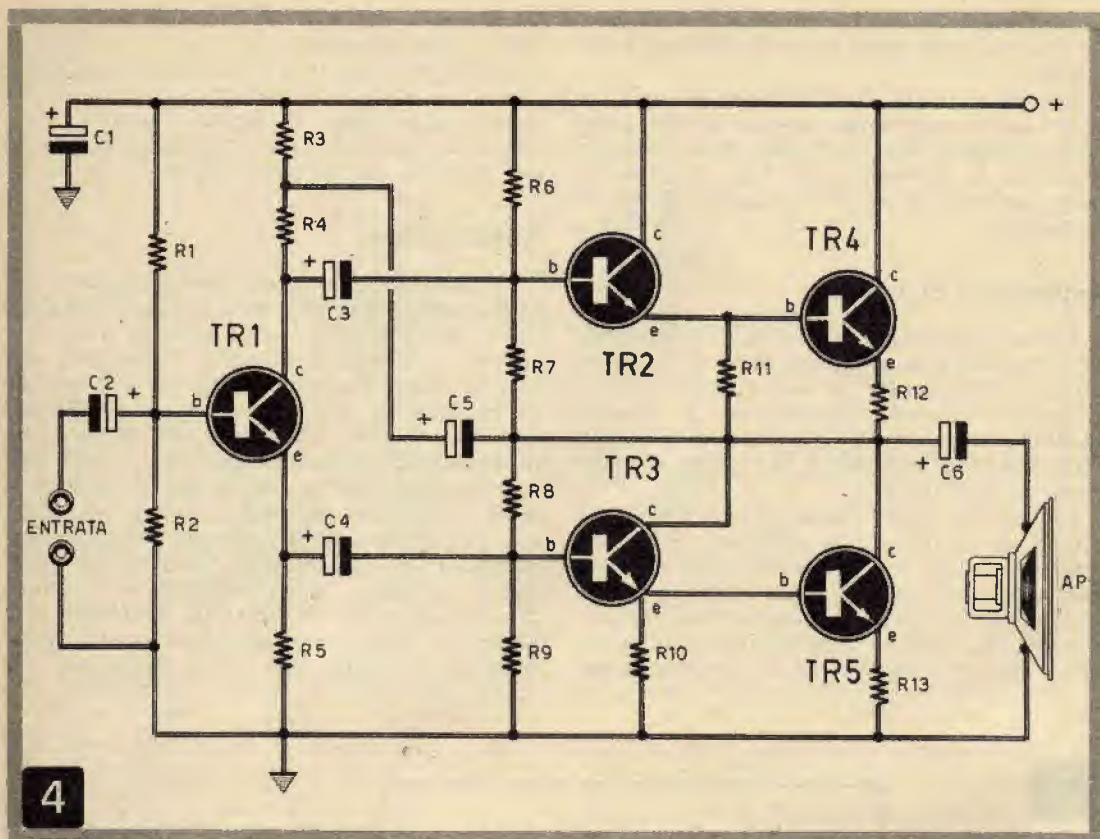 +
+
C1
R3
R6
R4
R1
c
TR4
+
b
b
c
C3
TR1
e
TR2
R11
e
R7
R12
C2
+
c
b
C5
+
TR3
+
C6
e
R8
c
ENTRATA
R2
C4
+
b
c
b
AP
e
e
R5
R9
R10
TR5
R13
4